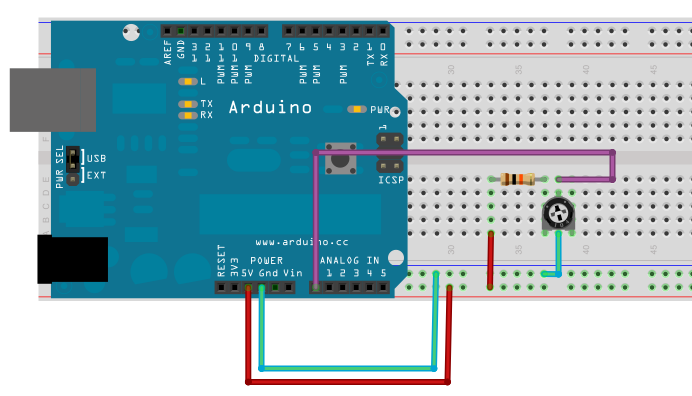 AREF
GND
13
12
11
10
9
8
7
6
5
4
3
2
1
0
PWM
PWM
PWM
PWM
PWM
PWM
TX
RX
DIGITAL
L
TX
RX
Arduino
PWR
1
ICSP
PWR SEL
USB
EXT
www.arduino.cc
POWER
ANALOG IN
RESET
3V3
5V Gnd Vin
1 2 3 4 5
30
35
40
45
30
35
40
45